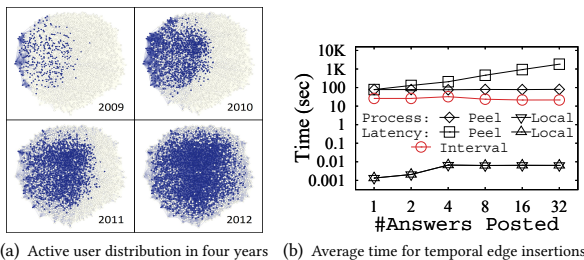 2009
2010
2011
2012
(a) Active user distribution in four years
Time (sec)
10K
1K
100
10
1
0.1
0.01
0.001
Process: Peel Local
Latency: Peel Local
Interval
1 2 4 8 16 32
#Answers Posted
(b) Average time for temporal edge insertions